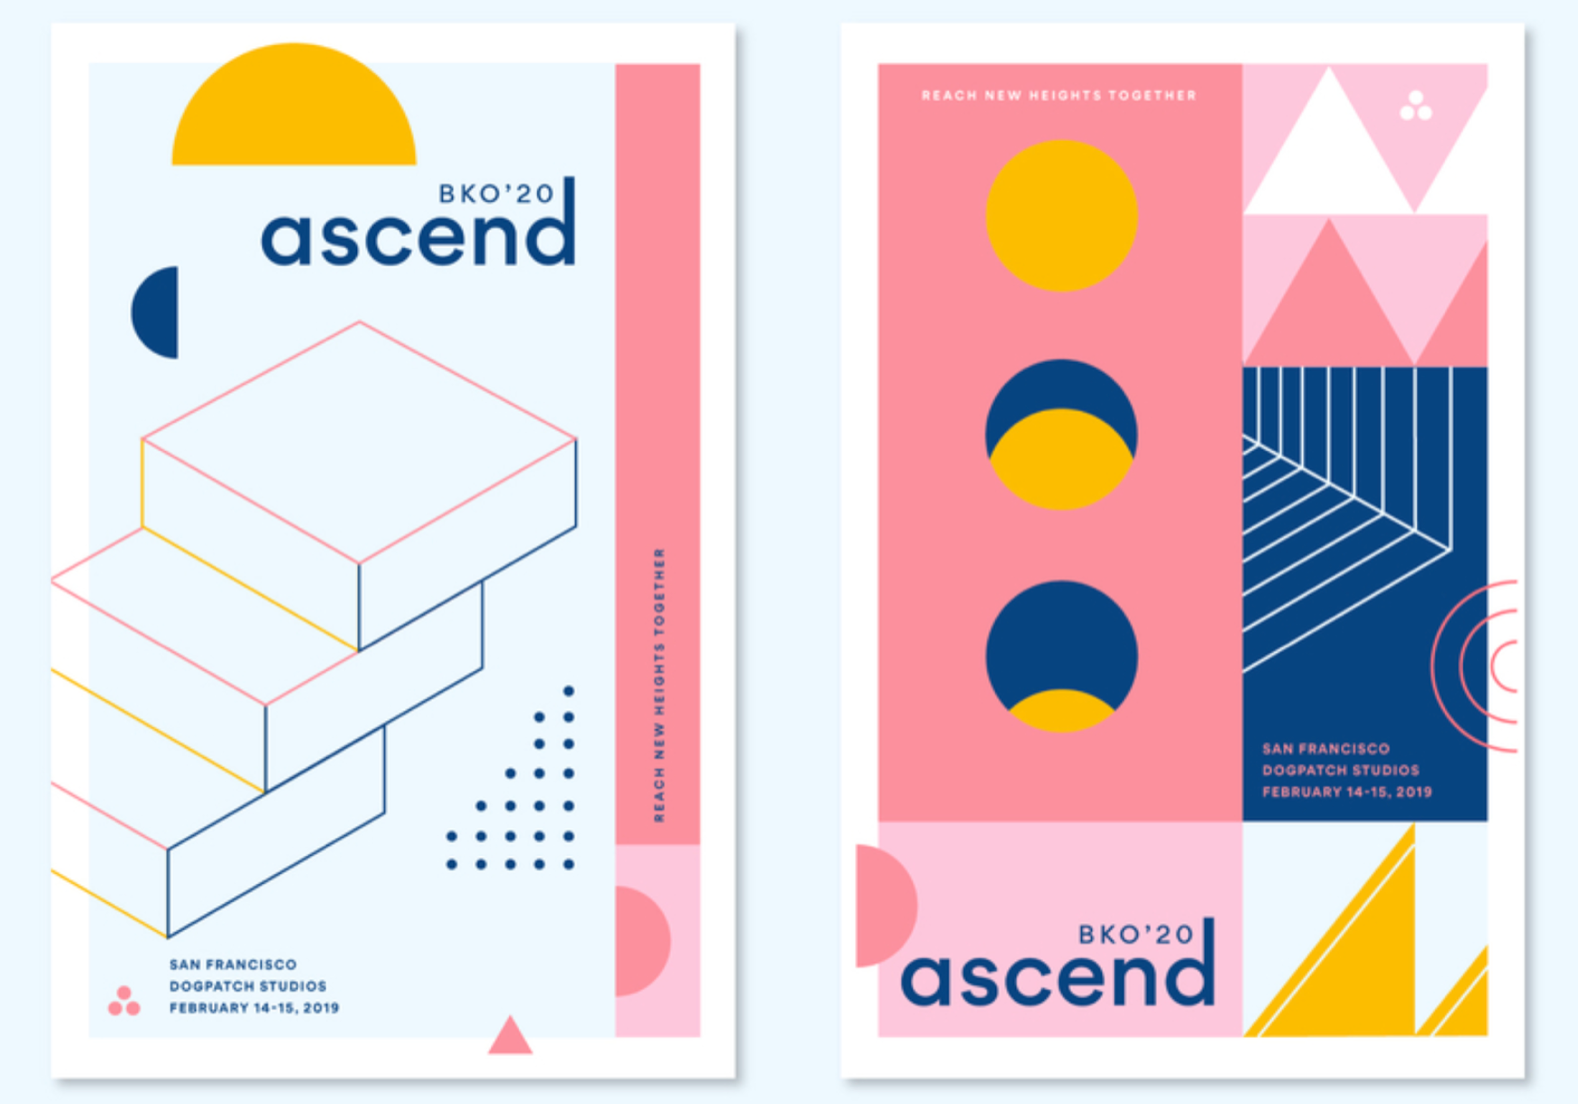 BKO’20
ascend
REACH NEW HEIGHTS TOGETHER
SAN FRANCISCO
DOGPATCH STUDIOS
FEBRUARY 14-15, 2019
REACH NEW HEIGHTS TOGETHER
SAN FRANCISCO
DOGPATCH STUDIOS
FEBRUARY 14-15, 2019
BKO’20
ascend